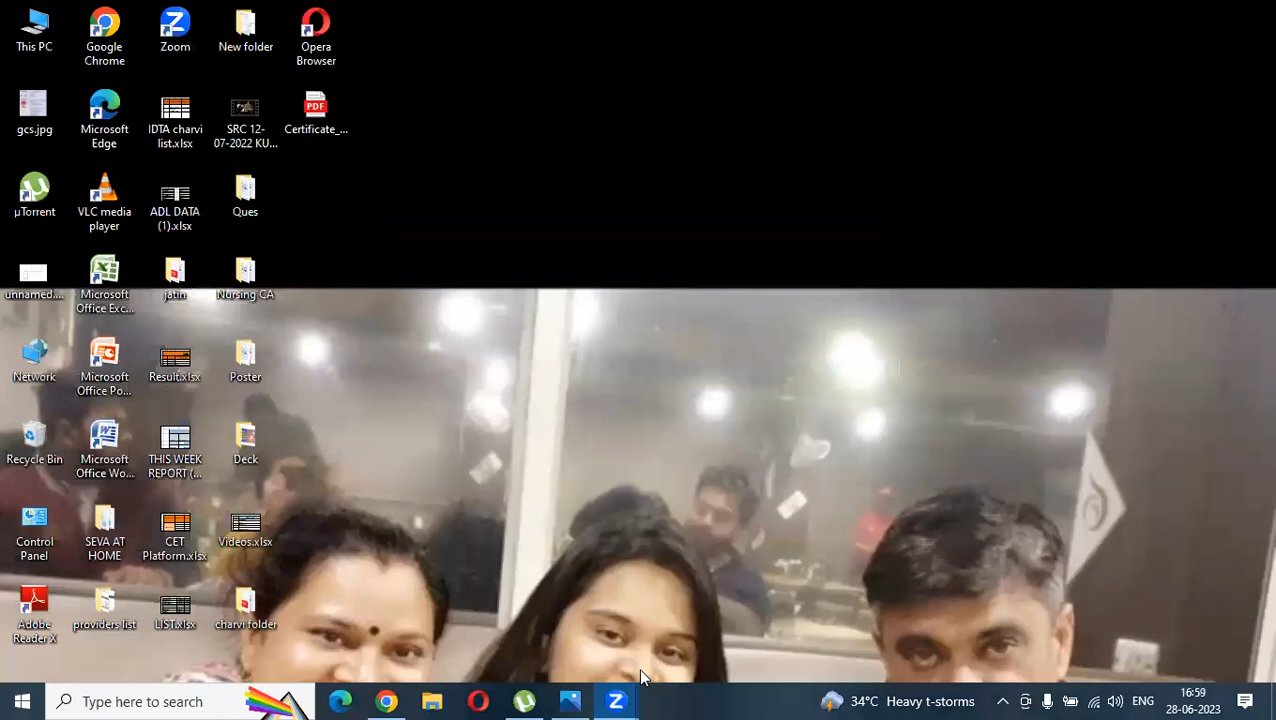 This PC
Google
Chrome
Zoom
New folder
Opera
Browser
gcs.jpg
Microsoft
Edge
IDTA charvi
list.xlsx
SRC 12-
07-2022 KU...
PDF
Certificate_...
µTorrent
VLC media
player
ADL DATA
(1).xlsx
Ques
unnamed....
Microsoft
Office Exc...
jatin
Nursing CA
Network
Microsoft
Office Po...
Result.xlsx
Poster
Recycle Bin
Microsoft
Office Wo...
THIS WEEK
REPORT (...
Deck
Control
Panel
SEVA AT
HOME
CET
Platform.xlsx
Videos.xlsx
Adobe
Reader X
providers list
LIST.xlsx
charvi folder
Type here to search
34°C Heavy t-storms
ENG
16:59
28-06-2023